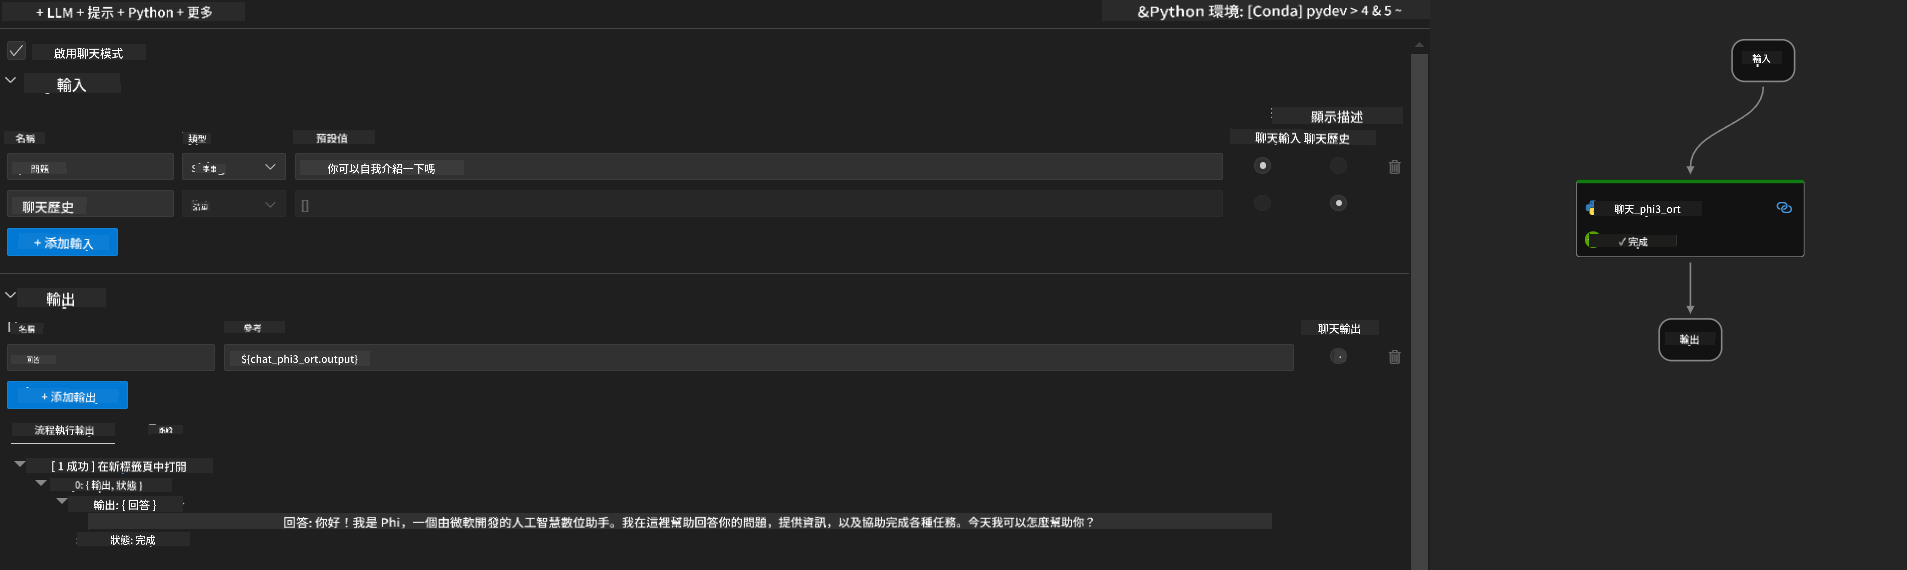 + LLM + 提示 + Python + 更多
&Python 環境: [Conda] pydev > 4 & 5 ~
啟用聊天模式
輸入
顯示描述
名稱 類型 預設值 聊天輸入 聊天歷史
問題 你可以自我介紹一下嗎
聊天歷史 清單 []
+ 添加輸入
輸出
名稱 參考 聊天輸出
回答 ${chat_phi3_ort.output}
+ 添加輸出
流程執行輸出
[ 1 成功 ] 在新標籤頁中打開
0: { 輸出, 狀態 }
輸出: { 回答 }
回答: 你好！我是 Phi，一個由微軟開發的人工智慧數位助手。我在這裡幫助回答你的問題，提供資訊，以及協助完成各種任務。今天我可以怎麼幫助你？
狀態: 完成
輸入
聊天_phi3_ort
✓完成
輸出